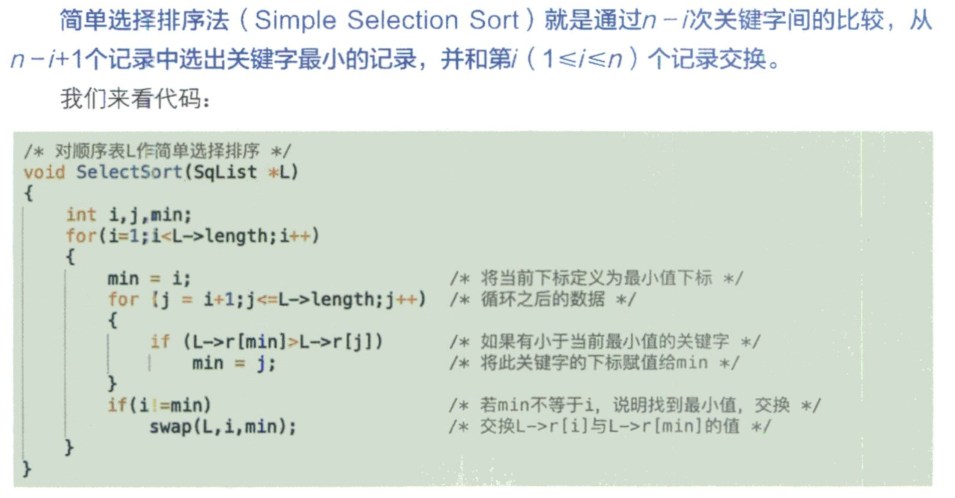 简单选择排序法（Simple Selection Sort）就是通过n－i次关键字间的比较，从
n－i+1个记录中选出关键字最小的记录，并和第i（1≤i≤n）个记录交换。
我们来看代码：
/* 对顺序表L作简单选择排序 */
void SelectSort(SqList *L)
{
    int i,j,min;
    for(i=1;i<L->length;i++)
    {
        min = i;                        /* 将当前下标定义为最小值下标 */
        for (j = i+1;j<=L->length;j++)  /* 循环之后的数据 */
        {
            if (L->r[min]>L->r[j])      /* 如果有小于当前最小值的关键字 */
                min = j;                /* 将此关键字的下标赋值给min */
        }
        if(i!=min)                      /* 若min不等于i，说明找到最小值，交换 */
            swap(L,i,min);              /* 交换L->r[i]与L->r[min]的值 */
    }
}